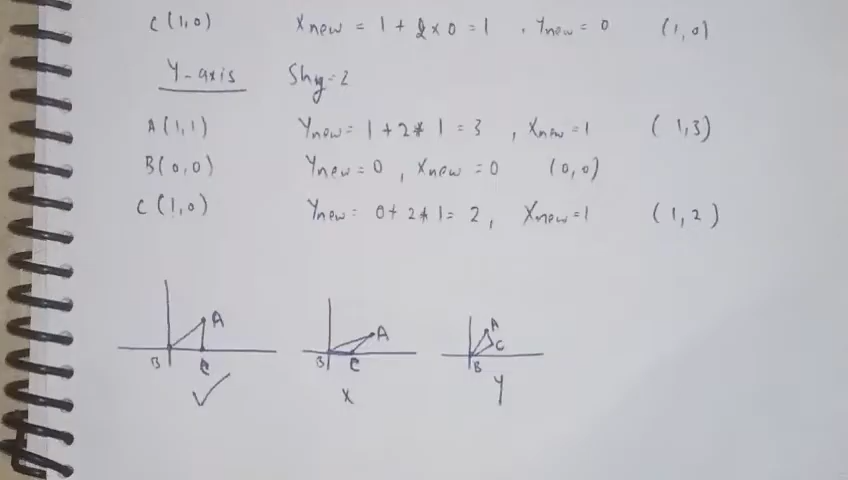 C(1,0) Xnew = 1 + 2 x 0 = 1 , Ynew = 0 (1,0)
Y-axis Shy=2
A(1,1) Ynew= 1 + 2* 1 = 3 , Xnew=1 (1,3)
B(0,0) Ynew=0 , Xnew=0 (0,0)
C(1,0) Ynew= 0+ 2*1= 2, Xnew=1 (1,2)
A A A
B C B C B C
x y